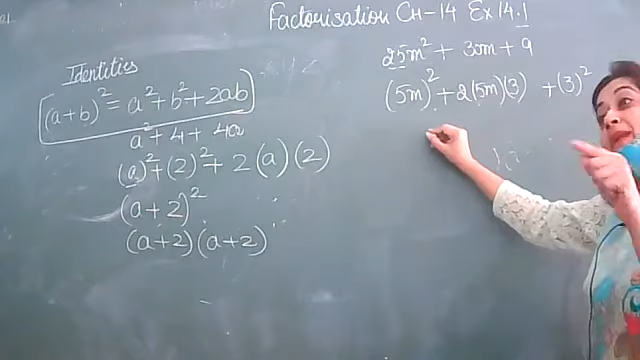 Factorisation CH-14 Ex 14.1
Identities
(a+b)² = a² + b² + 2ab
a² + 4 + 4a
(a)² + (2)² + 2(a)(2)
(a+2)²
(a+2)(a+2)
25m² + 30m + 9
(5m)² + 2(5m)(3) + (3)²